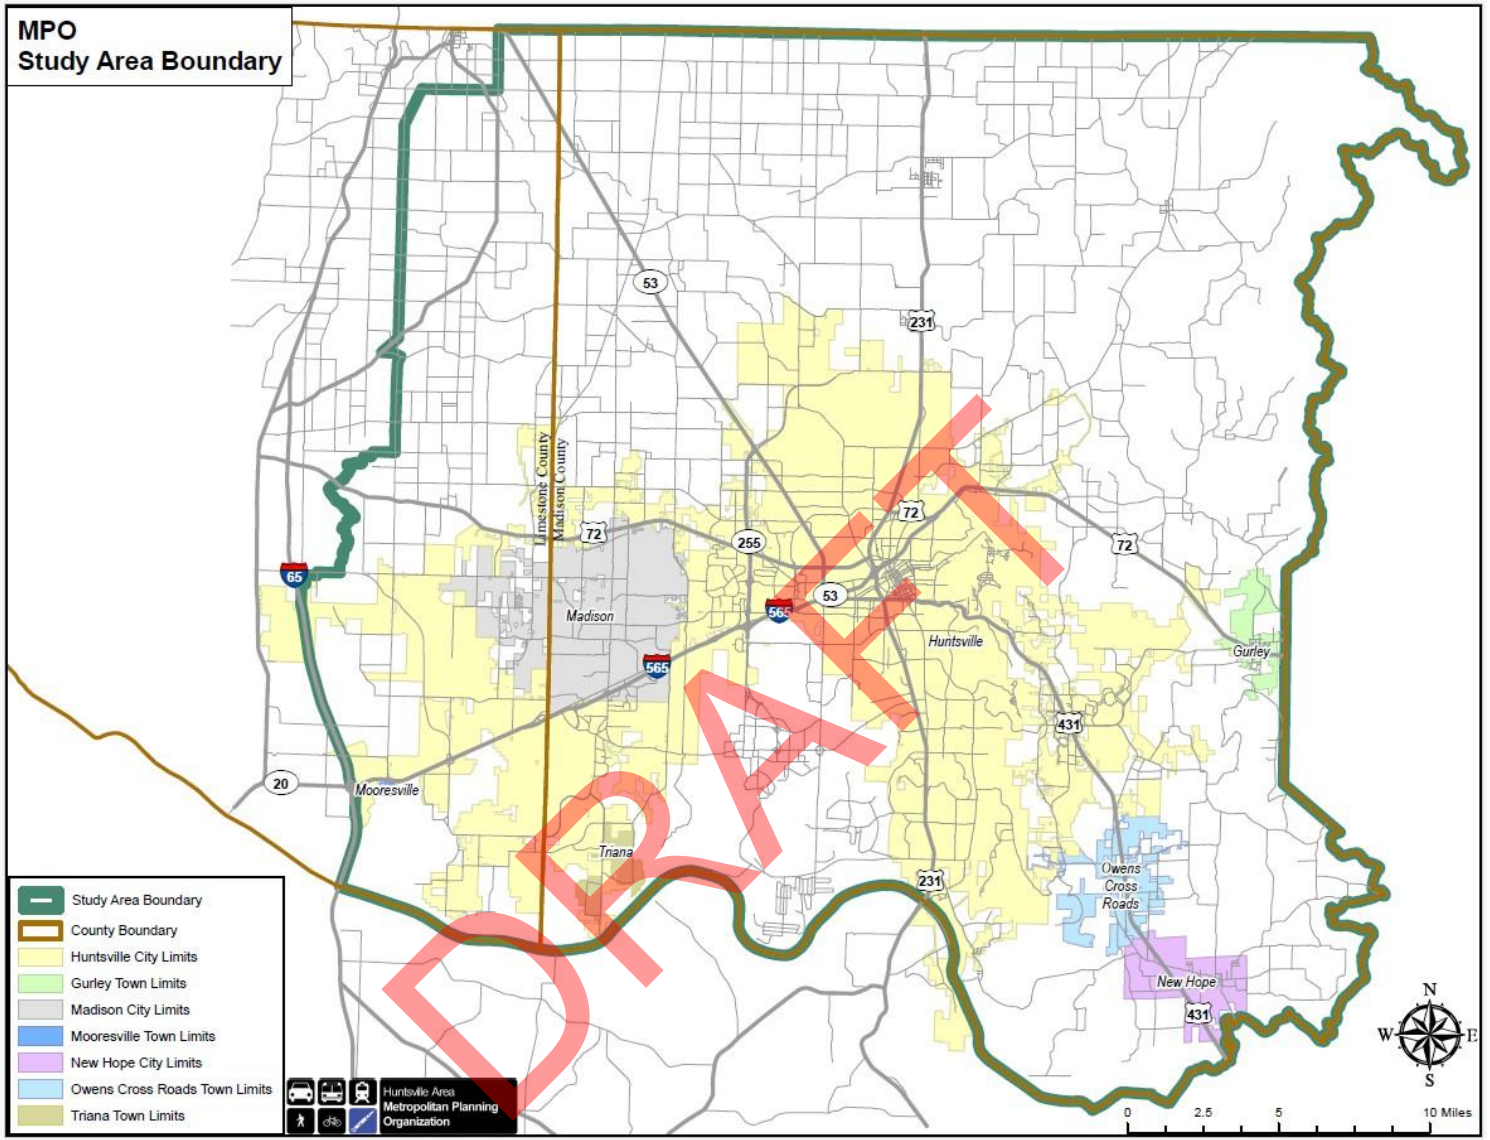 MPO
Study Area Boundary
53
231
Limestone County
Madison County
72
72
255
72
65
53
565
Madison
Huntsville
565
Gurley
431
20
Mooresville
Triana
231
Owens
Cross
Roads
New Hope
431
DRAFT
Study Area Boundary
County Boundary
Huntsville City Limits
Gurley Town Limits
Madison City Limits
Mooresville Town Limits
New Hope City Limits
Owens Cross Roads Town Limits
Triana Town Limits
Huntsville Area
Metropolitan Planning
Organization
N
W E
S
0 2.5 5 10 Miles